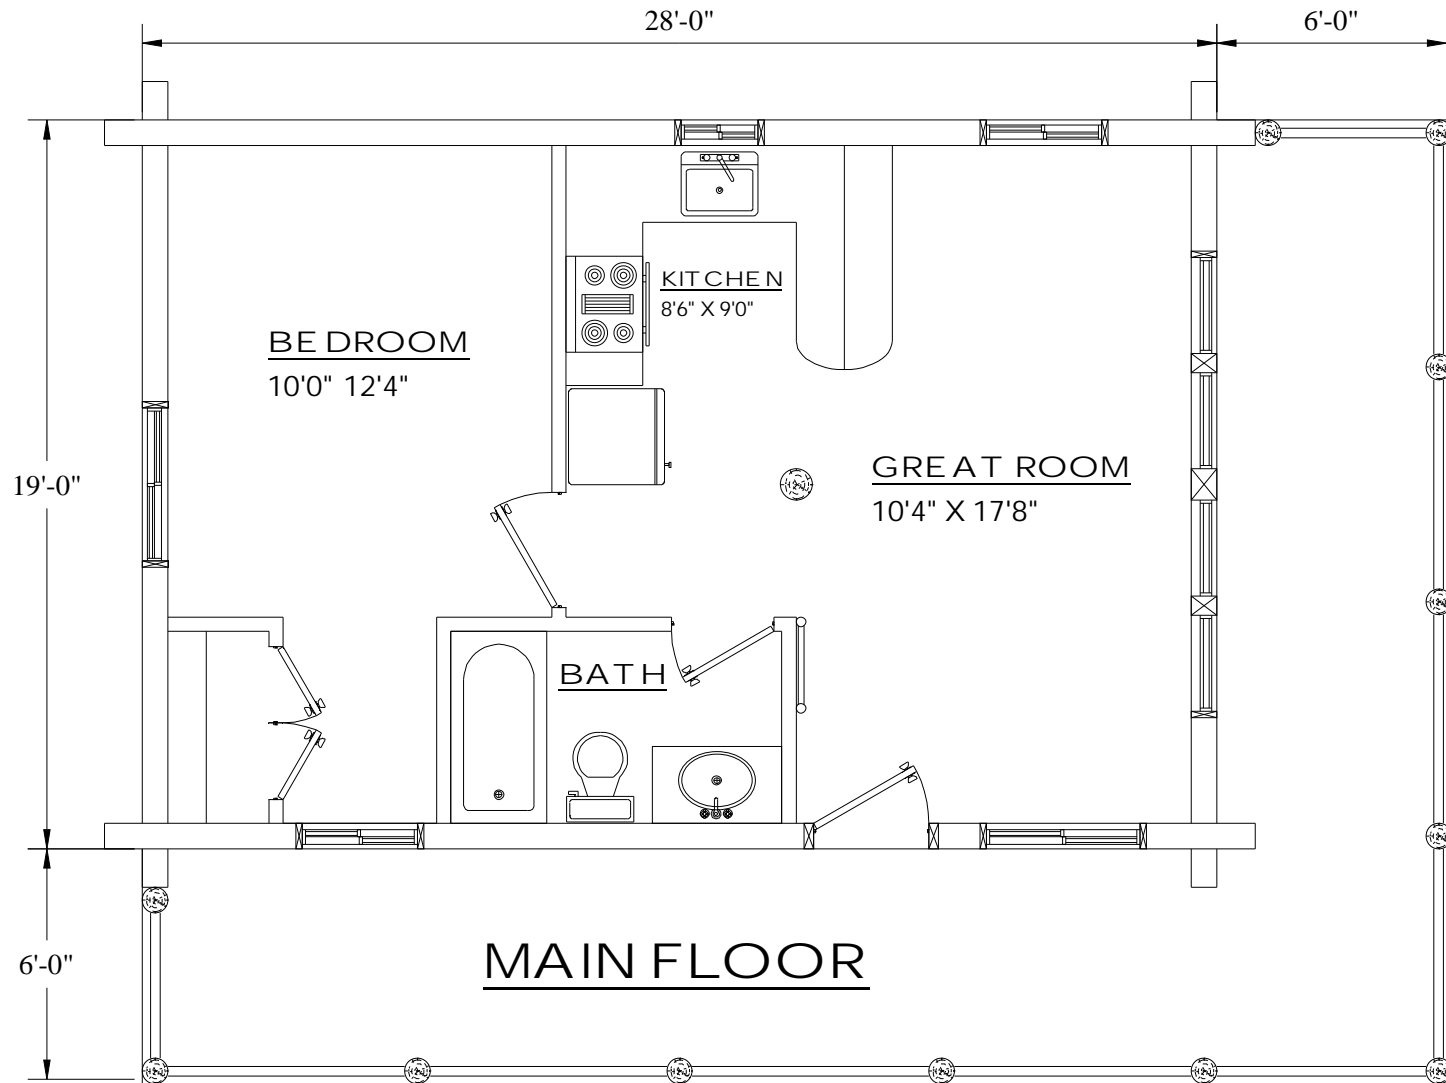 28'-0"
6'-0"
KITCHEN
8'6" X 9'0"
BEDROOM
10'0" 12'4"
GREAT ROOM
10'4" X 17'8"
19'-0"
BATH
MAIN FLOOR
6'-0"